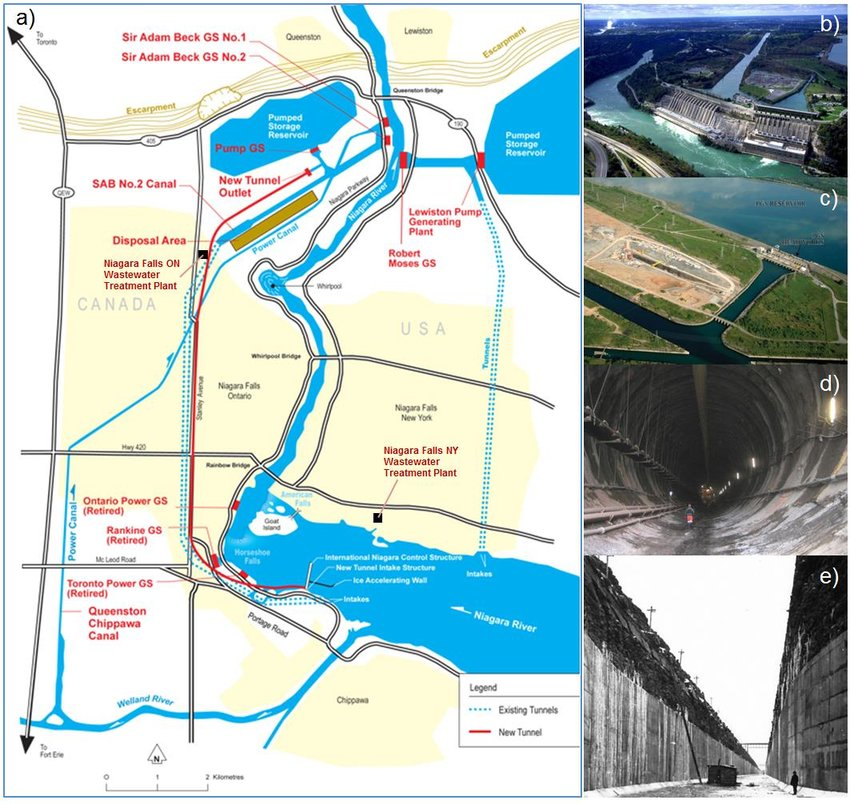 a)
To
Toronto
Sir Adam Beck GS No.1
Sir Adam Beck GS No.2
Queenston
Lewiston
Escarpment
Escarpment
Queenston Bridge
405
190
QEW
Pumped
Storage
Reservoir
Pumped
Storage
Reservoir
Pump GS
New Tunnel
Outlet
SAB No.2 Canal
Niagara Parkway
Niagara River
Lewiston Pump
Generating
Plant
Robert
Moses GS
Disposal Area
Power Canal
Niagara Falls ON
Wastewater
Treatment Plant
Whirlpool
CANADA
USA
Tunnels
Whirlpool Bridge
Stanley Avenue
Niagara Falls
Ontario
Niagara Falls
New York
Hwy 420
Rainbow Bridge
Niagara Falls NY
Wastewater
Treatment Plant
American
Falls
Goat
Island
Ontario Power GS
(Retired)
Rankine GS
(Retired)
Power Canal
Horseshoe
Falls
Mc Leod Road
International Niagara Control Structure
New Tunnel Intake Structure
Ice Accelerating Wall
Intakes
Intakes
Toronto Power GS
(Retired)
Queenston
Chippawa
Canal
Portage Road
Niagara River
Welland River
Chippawa
Legend
Existing Tunnels
New Tunnel
To
Fort Erie
N
0 1 2 Kilometres
b)
c)
PGS RESERVOIR
d)
e)